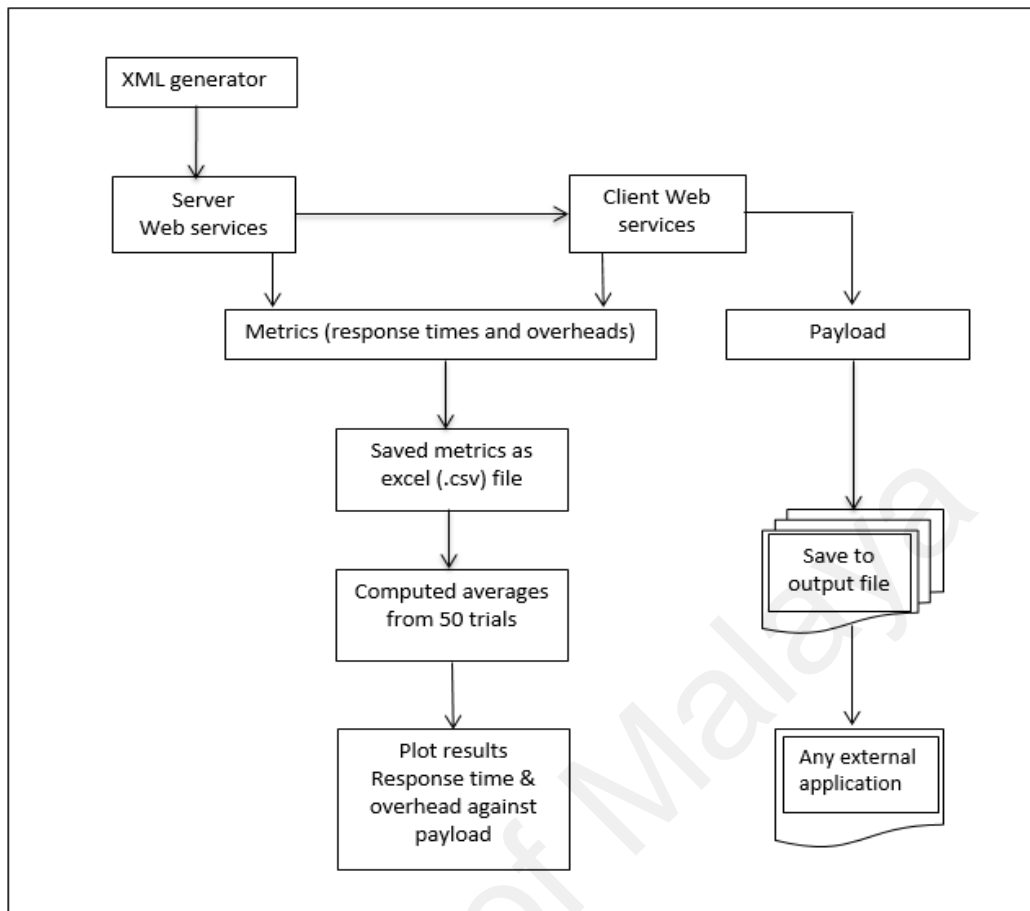 XML generator
Server
Web services
Client Web
services
Metrics (response times and overheads)
Payload
Saved metrics as
excel (.csv) file
Save to
output file
Computed averages
from 50 trials
Plot results
Response time &
overhead against
payload
Any external
application
of Malaya